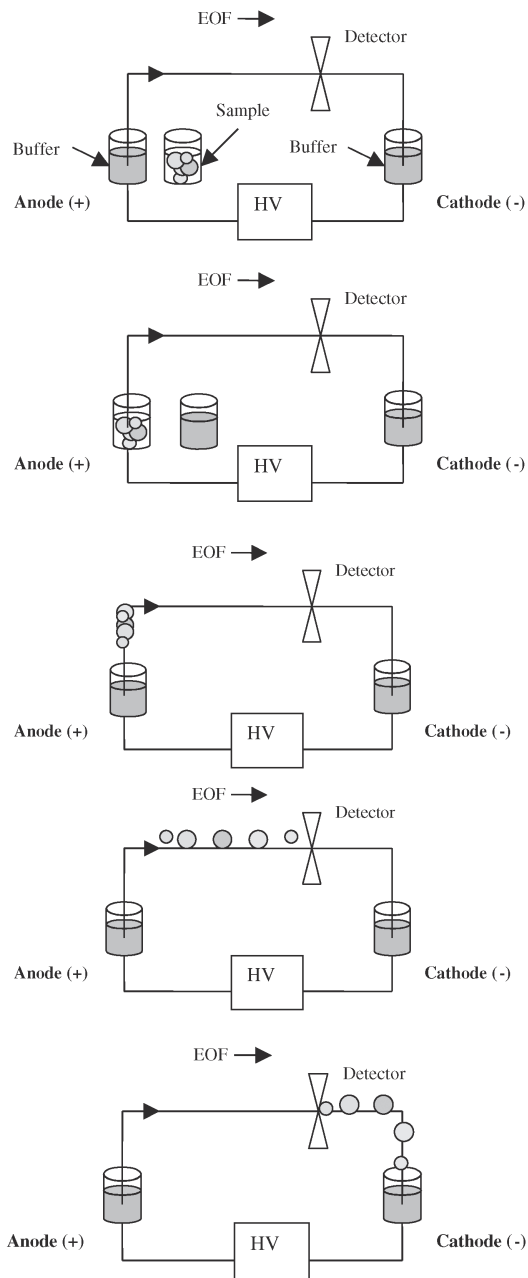 EOF
Detector
Sample
Buffer
Buffer
Anode (+)
HV
Cathode (-)
EOF
Detector
Anode (+)
HV
Cathode (-)
EOF
Detector
Anode (+)
HV
Cathode (-)
EOF
Detector
Anode (+)
HV
Cathode (-)
EOF
Detector
Anode (+)
HV
Cathode (-)